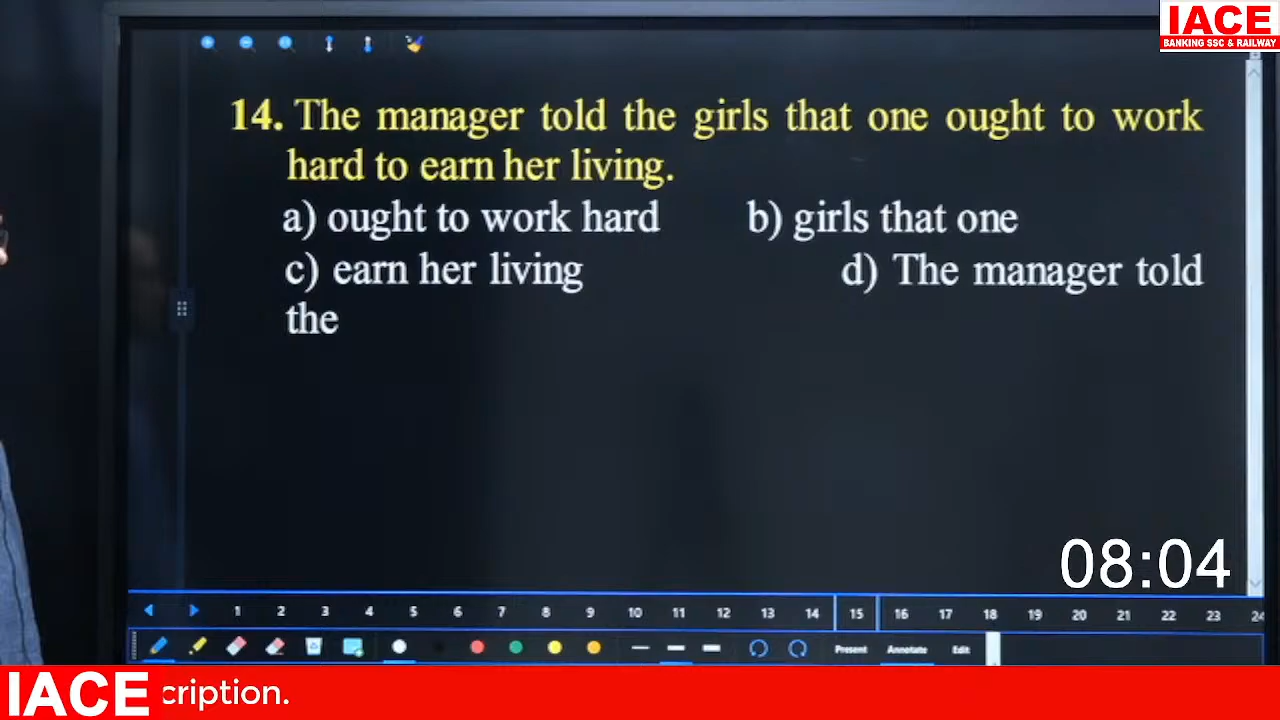 IACE
BANKING SSC & RAILWAY
14. The manager told the girls that one ought to work
hard to earn her living.
a) ought to work hard b) girls that one
c) earn her living d) The manager told
the
08:04
1 2 3 4 5 6 7 8 9 10 11 12 13 14 15 16 17 18 19 20 21 22 23 24
Present Annotate Edit
IACE cription.